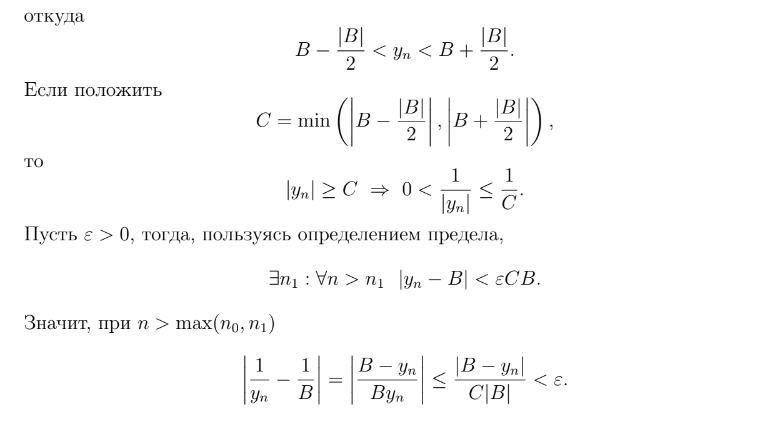 откуда
$$B - \frac{|B|}{2} < y_n < B + \frac{|B|}{2}.$$
Если положить
$$C = \min\left(\left|B - \frac{|B|}{2}\right|, \left|B + \frac{|B|}{2}\right|\right),$$
то
$$|y_n| \geq C \Rightarrow 0 < \frac{1}{|y_n|} \leq \frac{1}{C}.$$
Пусть $\varepsilon > 0$, тогда, пользуясь определением предела,
$$\exists n_1 : \forall n > n_1 \ |y_n - B| < \varepsilon CB.$$
Значит, при $n > \max(n_0, n_1)$
$$\left|\frac{1}{y_n} - \frac{1}{B}\right| = \left|\frac{B - y_n}{By_n}\right| \leq \frac{|B - y_n|}{C|B|} < \varepsilon.$$